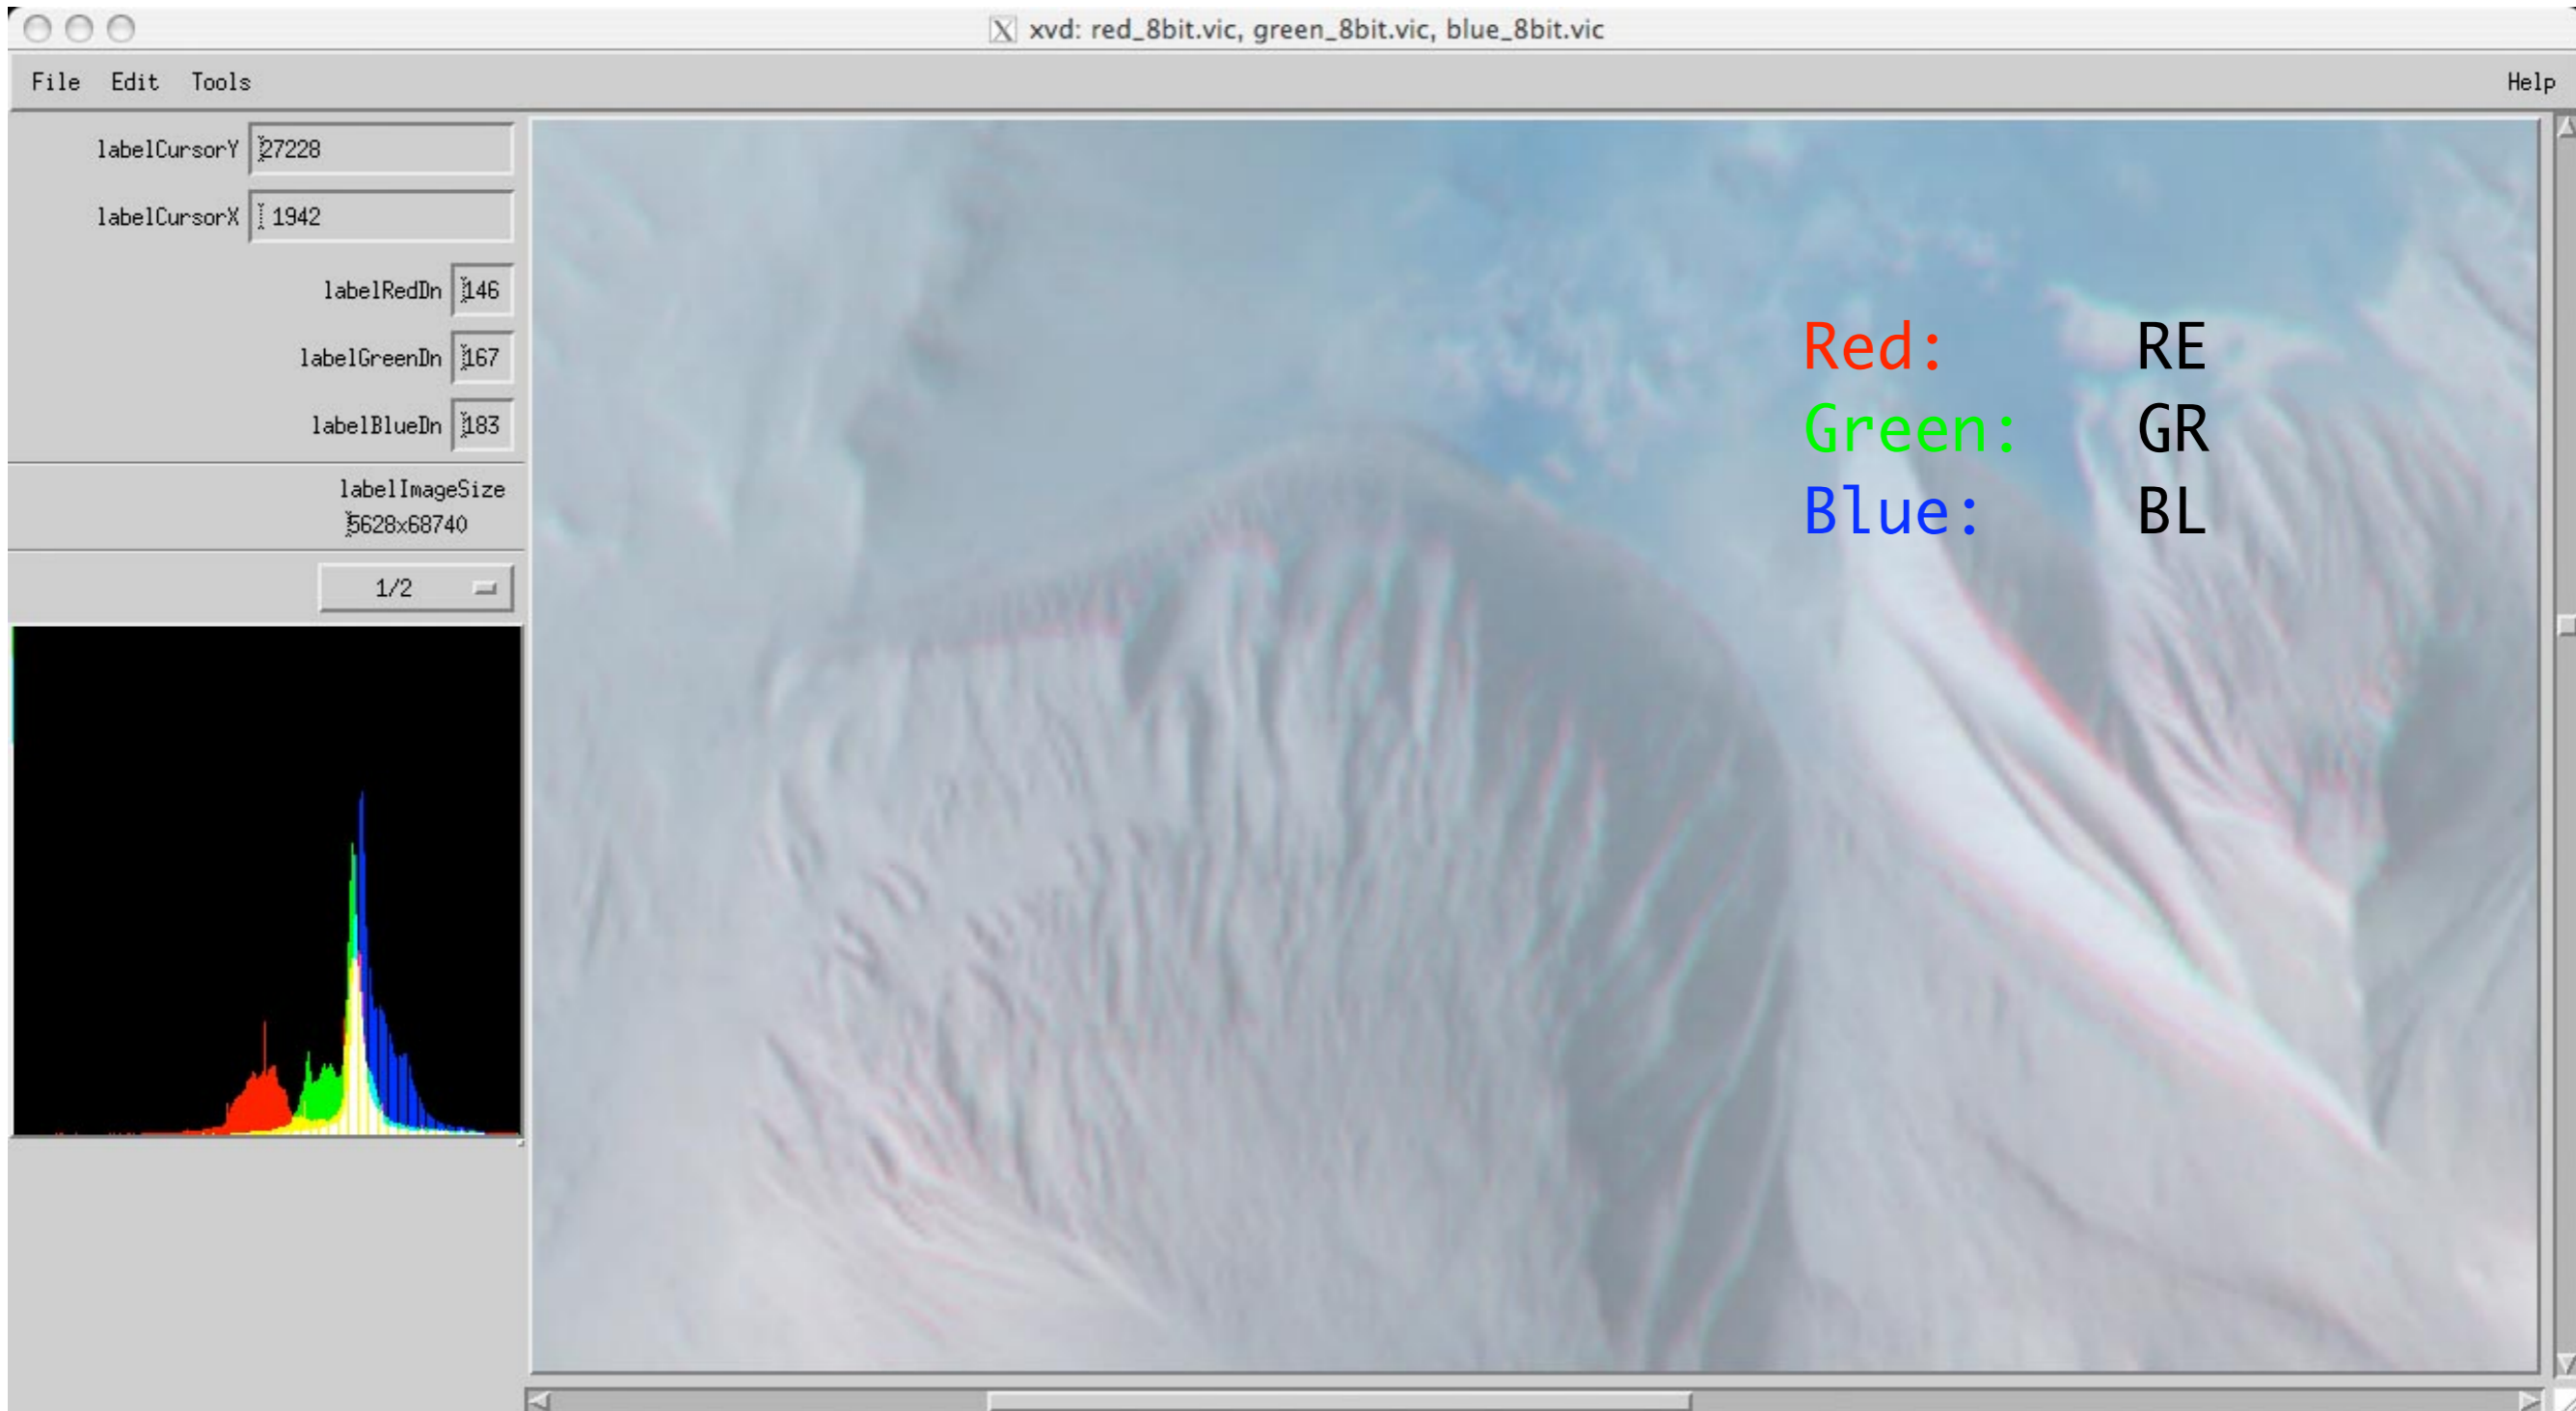 xvd: red_8bit.vic, green_8bit.vic, blue_8bit.vic
File Edit Tools Help
labelCursorY 27228
labelCursorX 1942
labelRedDn 146
labelGreenDn 167
labelBlueDn 183
labelImageSize
5628x68740
1/2
Red: RE
Green: GR
Blue: BL